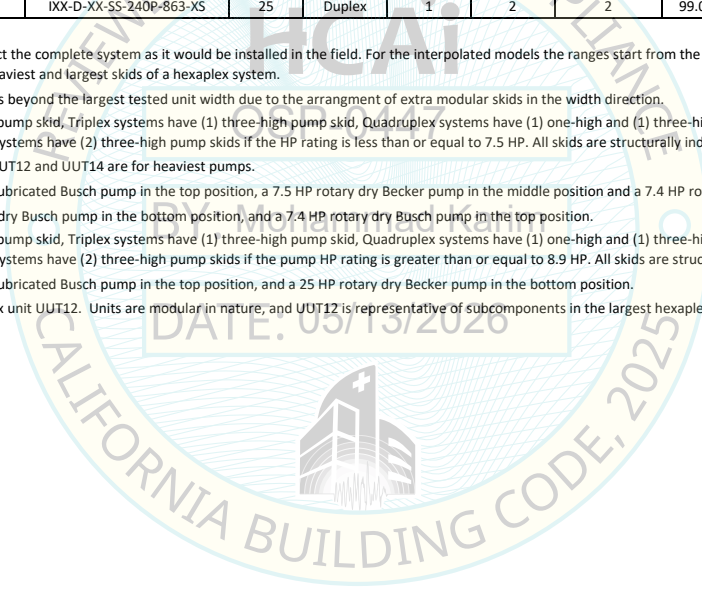 IXX-D-XX-SS-240P-863-XS 25 Duplex 1 2 2 99.0
ct the complete system as it would be installed in the field. For the interpolated models the ranges start from the
aviest and largest skids of a hexaplex system.
s beyond the largest tested unit width due to the arrangment of extra modular skids in the width direction.
pump skid, Triplex systems have (1) three-high pump skid, Quadruplex systems have (1) one-high and (1) three-hi
ystems have (2) three-high pump skids if the HP rating is less than or equal to 7.5 HP. All skids are structurally ind
UT12 and UUT14 are for heaviest pumps.
ubricated Busch pump in the top position, a 7.5 HP rotary dry Becker pump in the middle position and a 7.4 HP ro
dry Busch pump in the bottom position, and a 7.4 HP rotary dry Busch pump in the top position.
pump skid, Triplex systems have (1) three-high pump skid, Quadruplex systems have (1) one-high and (1) three-hi
ystems have (2) three-high pump skids if the pump HP rating is greater than or equal to 8.9 HP. All skids are struc
ubricated Busch pump in the top position, and a 25 HP rotary dry Becker pump in the bottom position.
x unit UUT12. Units are modular in nature, and UUT12 is representative of subcomponents in the largest hexaple
HCAi
OSP-0447
BY: Mohammad Karim
DATE: 05/13/2026
CALIFORNIA BUILDING CODE, 2025